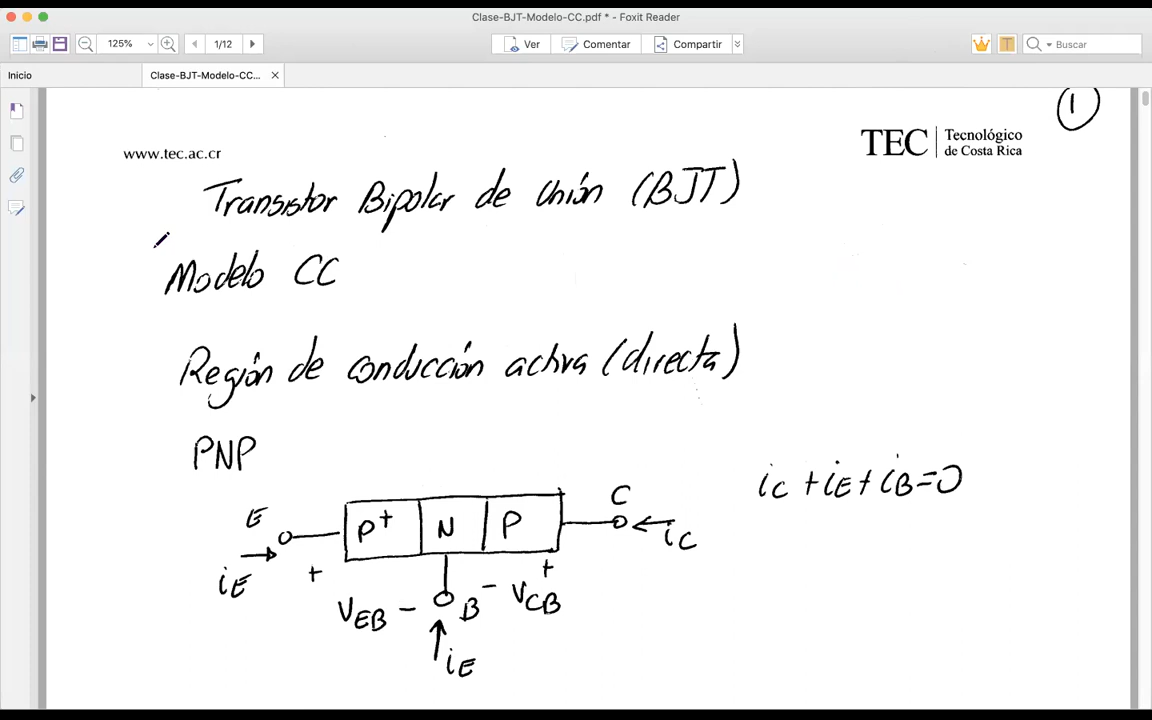 Clase-BJT-Modelo-CC.pdf * - Foxit Reader
125%
1/12
Ver
Comentar
Compartir
Buscar
Inicio
Clase-BJT-Modelo-CC...
1
www.tec.ac.cr
TEC | Tecnológico de Costa Rica
Transistor Bipolar de Unión (BJT)
Modelo CC
Región de conducción activa (directa)
PNP
iC + iE + iB = 0
E
P+ N P
C
iE
iC
+
+
VEB - B - VCB
iE